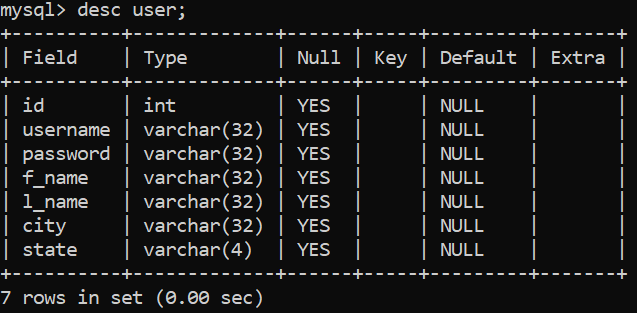 mysql> desc user;
+----------+-------------+------+-----+---------+-------+
| Field    | Type        | Null | Key | Default | Extra |
+----------+-------------+------+-----+---------+-------+
| id       | int         | YES  |     | NULL    |       |
| username | varchar(32) | YES  |     | NULL    |       |
| password | varchar(32) | YES  |     | NULL    |       |
| f_name   | varchar(32) | YES  |     | NULL    |       |
| l_name   | varchar(32) | YES  |     | NULL    |       |
| city     | varchar(32) | YES  |     | NULL    |       |
| state    | varchar(4)  | YES  |     | NULL    |       |
+----------+-------------+------+-----+---------+-------+
7 rows in set (0.00 sec)